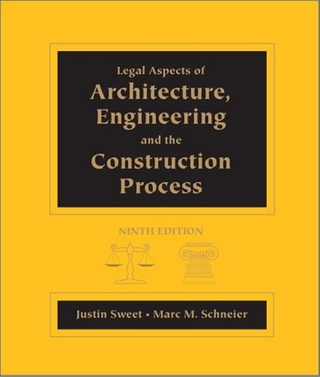 Legal Aspects of
Architecture,
Engineering
and the
Construction
Process
NINTH EDITION
Justin Sweet • Marc M. Schneier